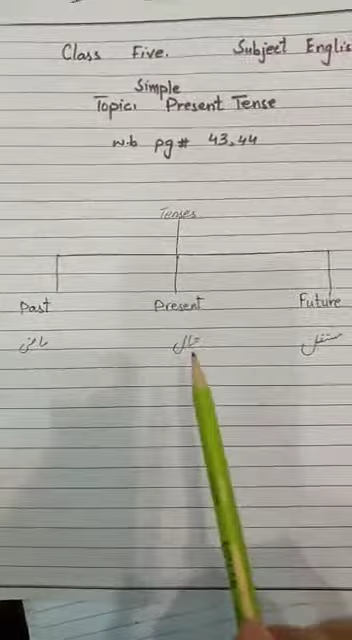 Class Five. Subject Englis
Simple
Topic: Present Tense
w.b pg# 43,44
Tenses
Past Present Future
ماضی حال مستقبل